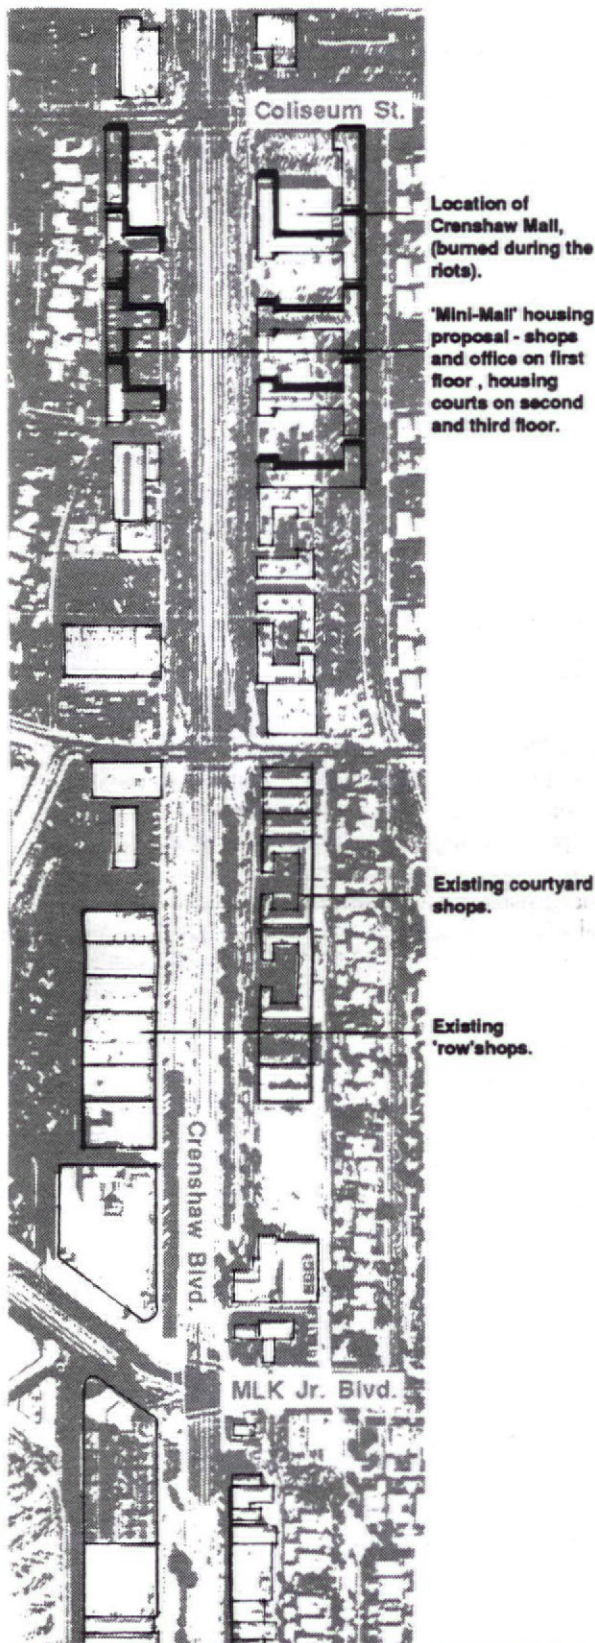 Coliseum St.
Location of
Crenshaw Mall,
(burned during the
riots).
'Mini-Mall' housing
proposal - shops
and office on first
floor , housing
courts on second
and third floor.
Existing courtyard
shops.
Existing
'row'shops.
Crenshaw Blvd.
MLK Jr. Blvd.